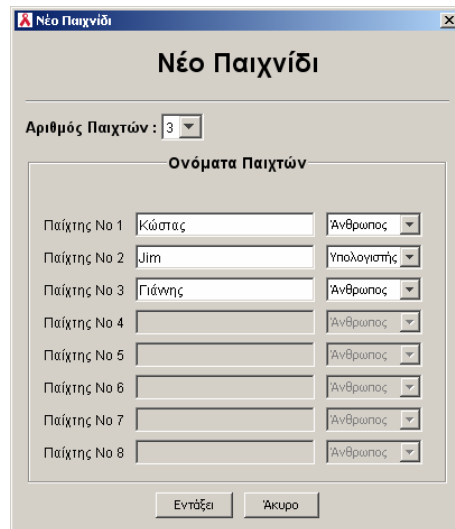 Νέο Παιχνίδι
Νέο Παιχνίδι
Αριθμός Παιχτών : 3
Ονόματα Παιχτών
Παίχτης Νο 1 Κώστας Άνθρωπος
Παίχτης Νο 2 Jim Υπολογιστής
Παίχτης Νο 3 Γιάννης Άνθρωπος
Παίχτης Νο 4 Άνθρωπος
Παίχτης Νο 5 Άνθρωπος
Παίχτης Νο 6 Άνθρωπος
Παίχτης Νο 7 Άνθρωπος
Παίχτης Νο 8 Άνθρωπος
Εντάξει Άκυρο